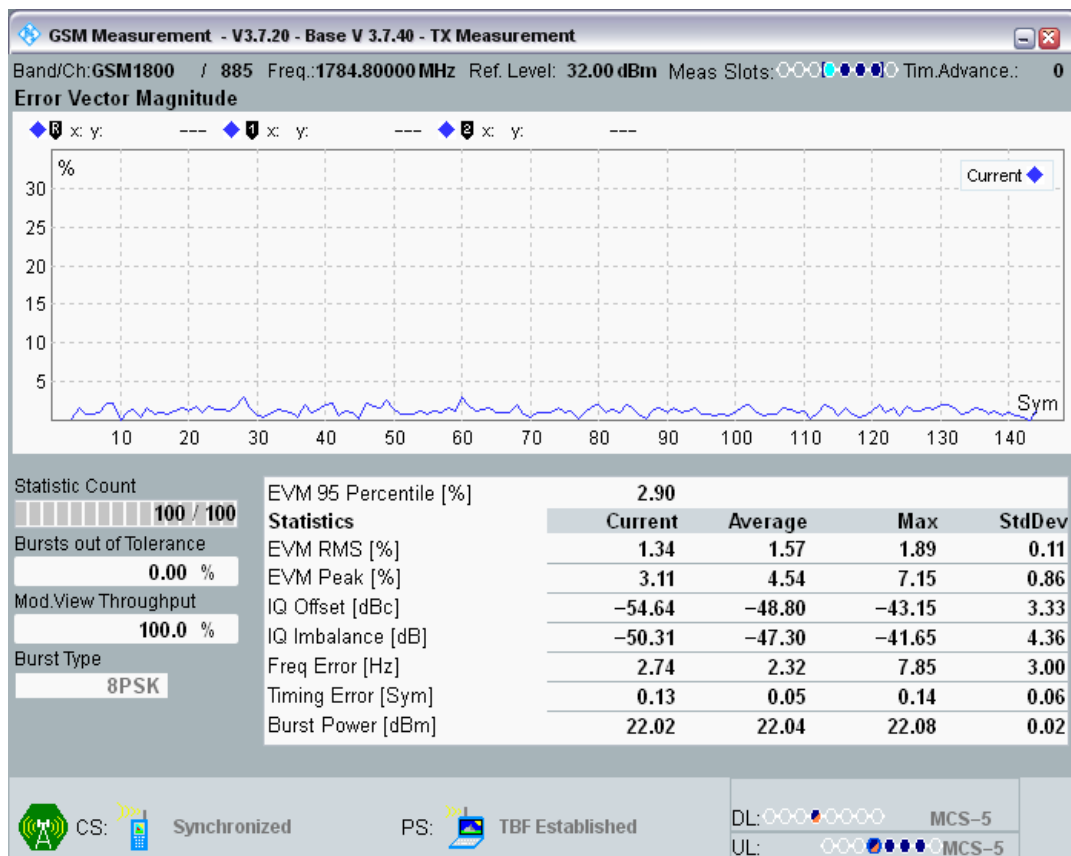 GSM Measurement - V3.7.20 - Base V 3.7.40 - TX Measurement
Band/Ch:GSM1800 / 885 Freq.:1784.80000 MHz Ref. Level: 32.00 dBm Meas Slots: Tim.Advance.: 0
Error Vector Magnitude
R x: y: --- 1 x: y: --- 2 x: y: ---
%
Current
30
25
20
15
10
5
Sym
10 20 30 40 50 60 70 80 90 100 110 120 130 140
Statistic Count
100 / 100
Bursts out of Tolerance
0.00 %
Mod.View Throughput
100.0 %
Burst Type
8PSK
EVM 95 Percentile [%] 2.90
Statistics Current Average Max StdDev
EVM RMS [%] 1.34 1.57 1.89 0.11
EVM Peak [%] 3.11 4.54 7.15 0.86
IQ Offset [dBc] −54.64 −48.80 −43.15 3.33
IQ Imbalance [dB] −50.31 −47.30 −41.65 4.36
Freq Error [Hz] 2.74 2.32 7.85 3.00
Timing Error [Sym] 0.13 0.05 0.14 0.06
Burst Power [dBm] 22.02 22.04 22.08 0.02
CS: Synchronized PS: TBF Established
DL: MCS−5
UL: MCS−5